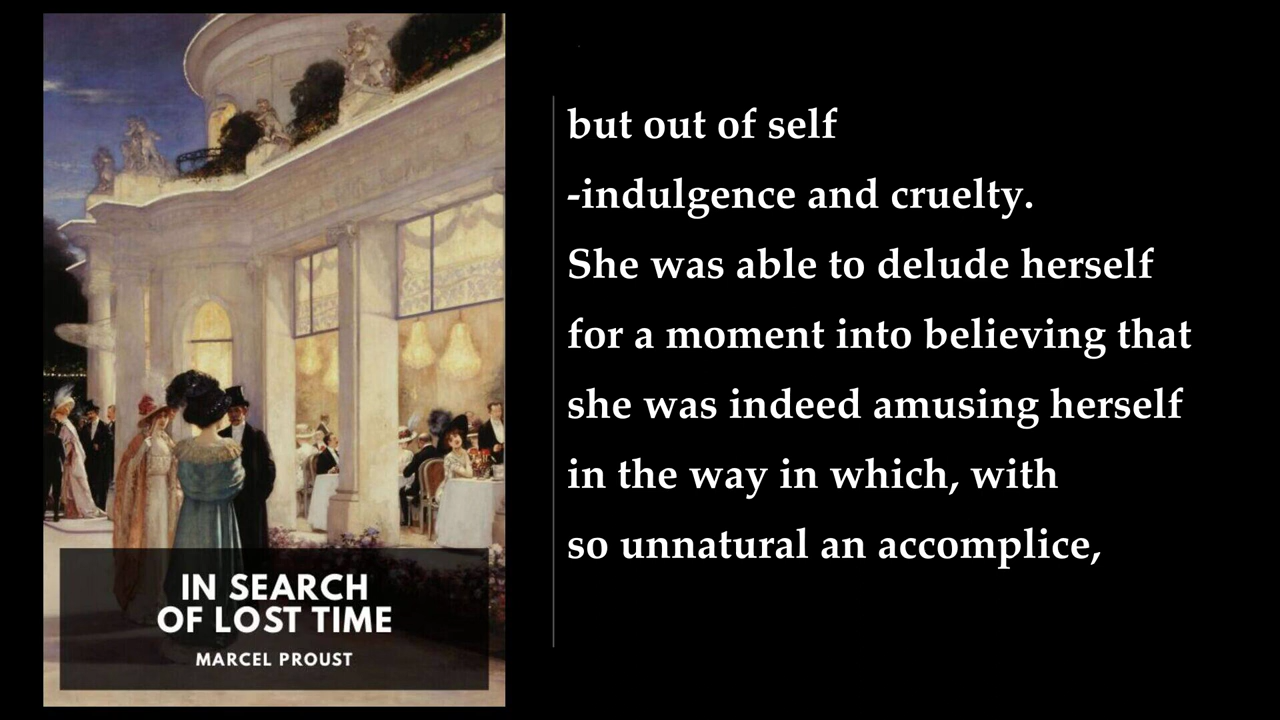 but out of self
-indulgence and cruelty.
She was able to delude herself
for a moment into believing that
she was indeed amusing herself
in the way in which, with
so unnatural an accomplice,
IN SEARCH
OF LOST TIME
MARCEL PROUST